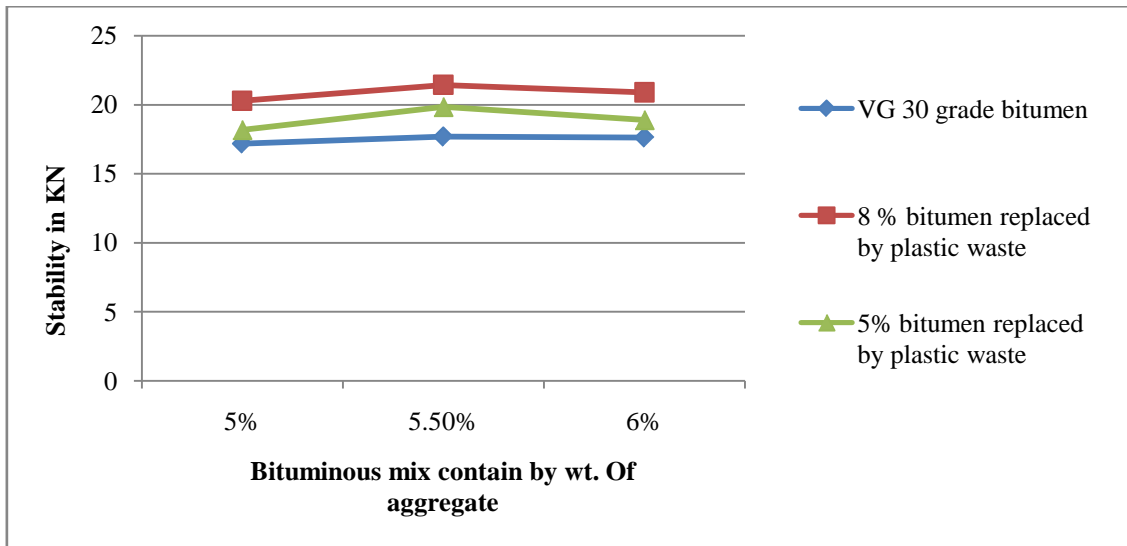 25
20
15
10
5
0
Stability in KN
5%
5.50%
6%
Bituminous mix contain by wt. Of
aggregate
VG 30 grade bitumen
8 % bitumen replaced
by plastic waste
5% bitumen replaced
by plastic waste